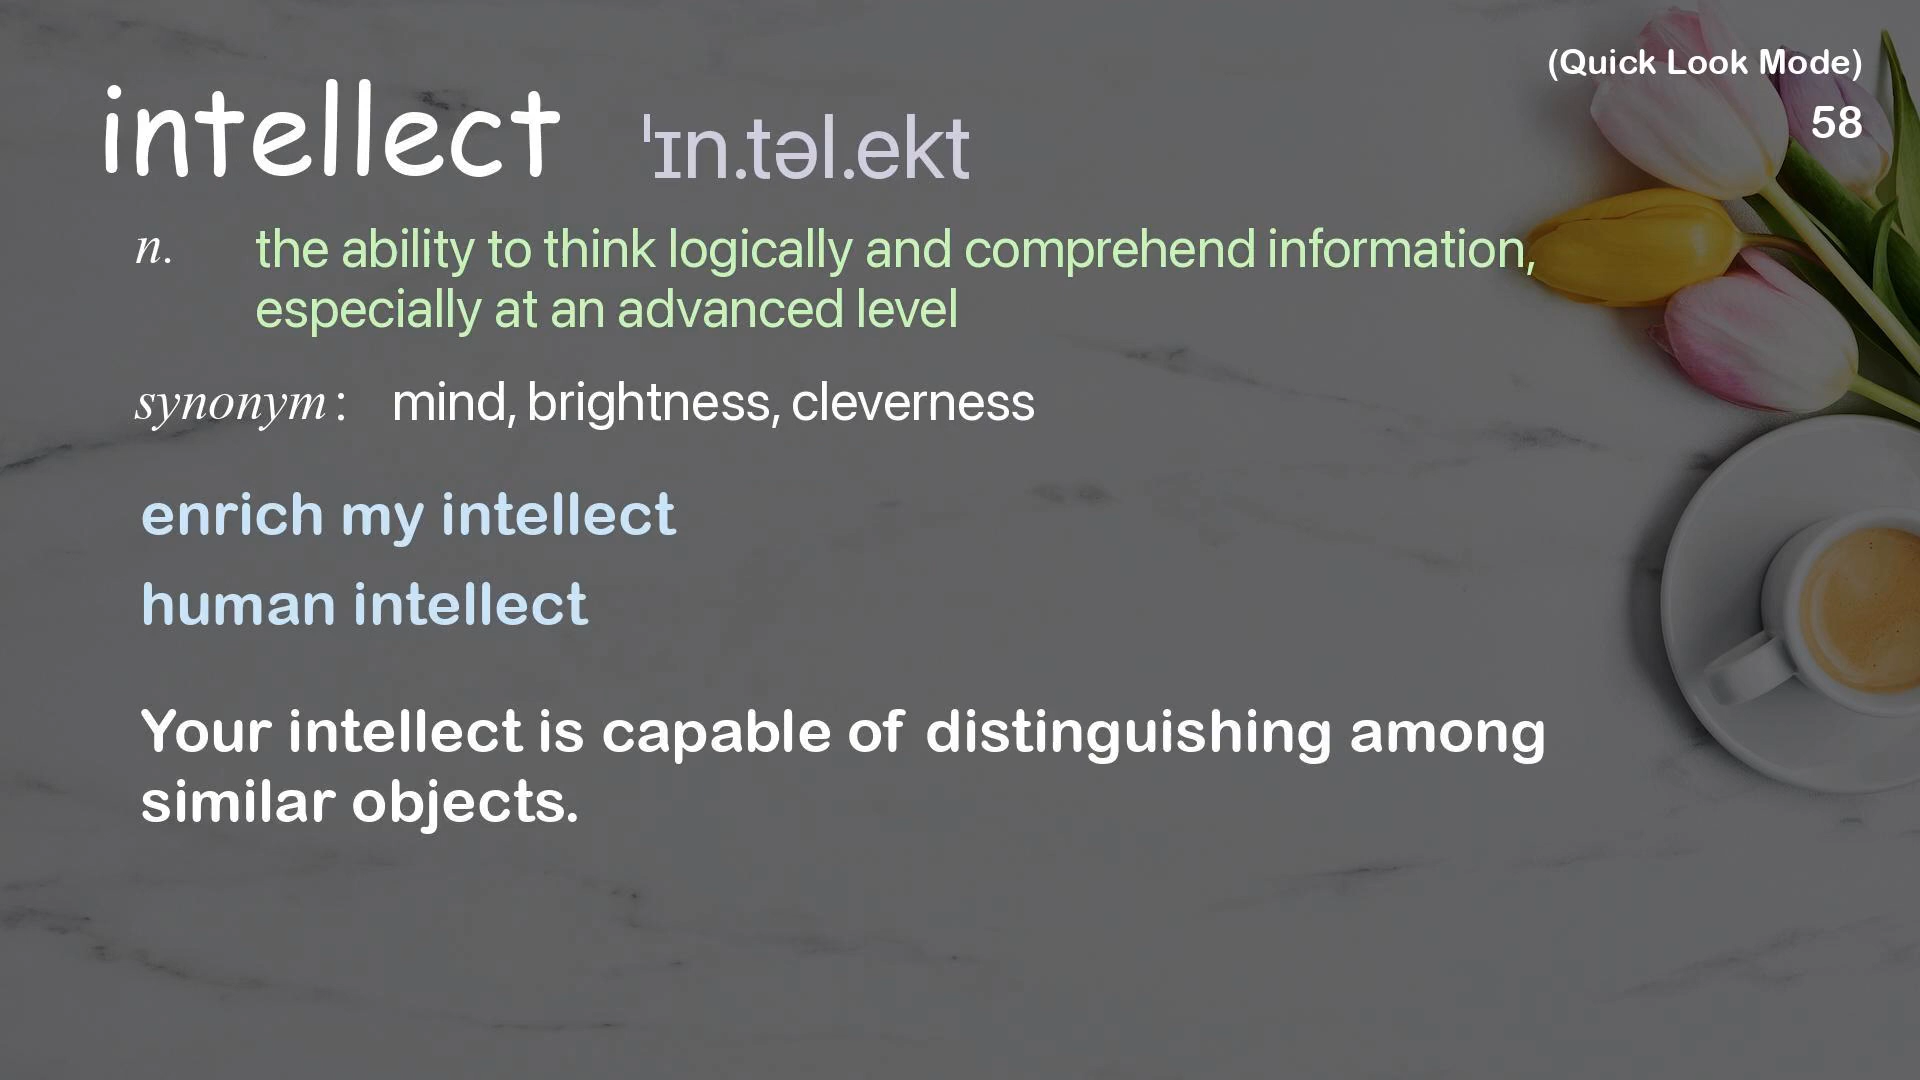 (Quick Look Mode)
58
intellect ˈɪn.təl.ekt
n. the ability to think logically and comprehend information,
especially at an advanced level
synonym: mind, brightness, cleverness
enrich my intellect
human intellect
Your intellect is capable of distinguishing among
similar objects.